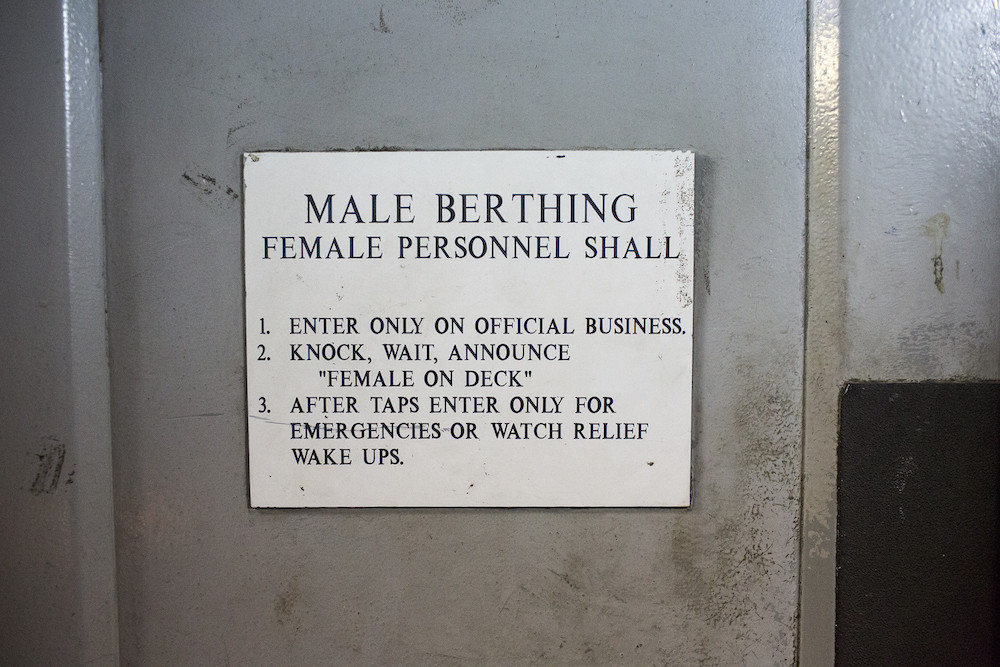 MALE BERTHING
FEMALE PERSONNEL SHALL
1. ENTER ONLY ON OFFICIAL BUSINESS.
2. KNOCK, WAIT, ANNOUNCE
"FEMALE ON DECK"
3. AFTER TAPS ENTER ONLY FOR
EMERGENCIES OR WATCH RELIEF
WAKE UPS.